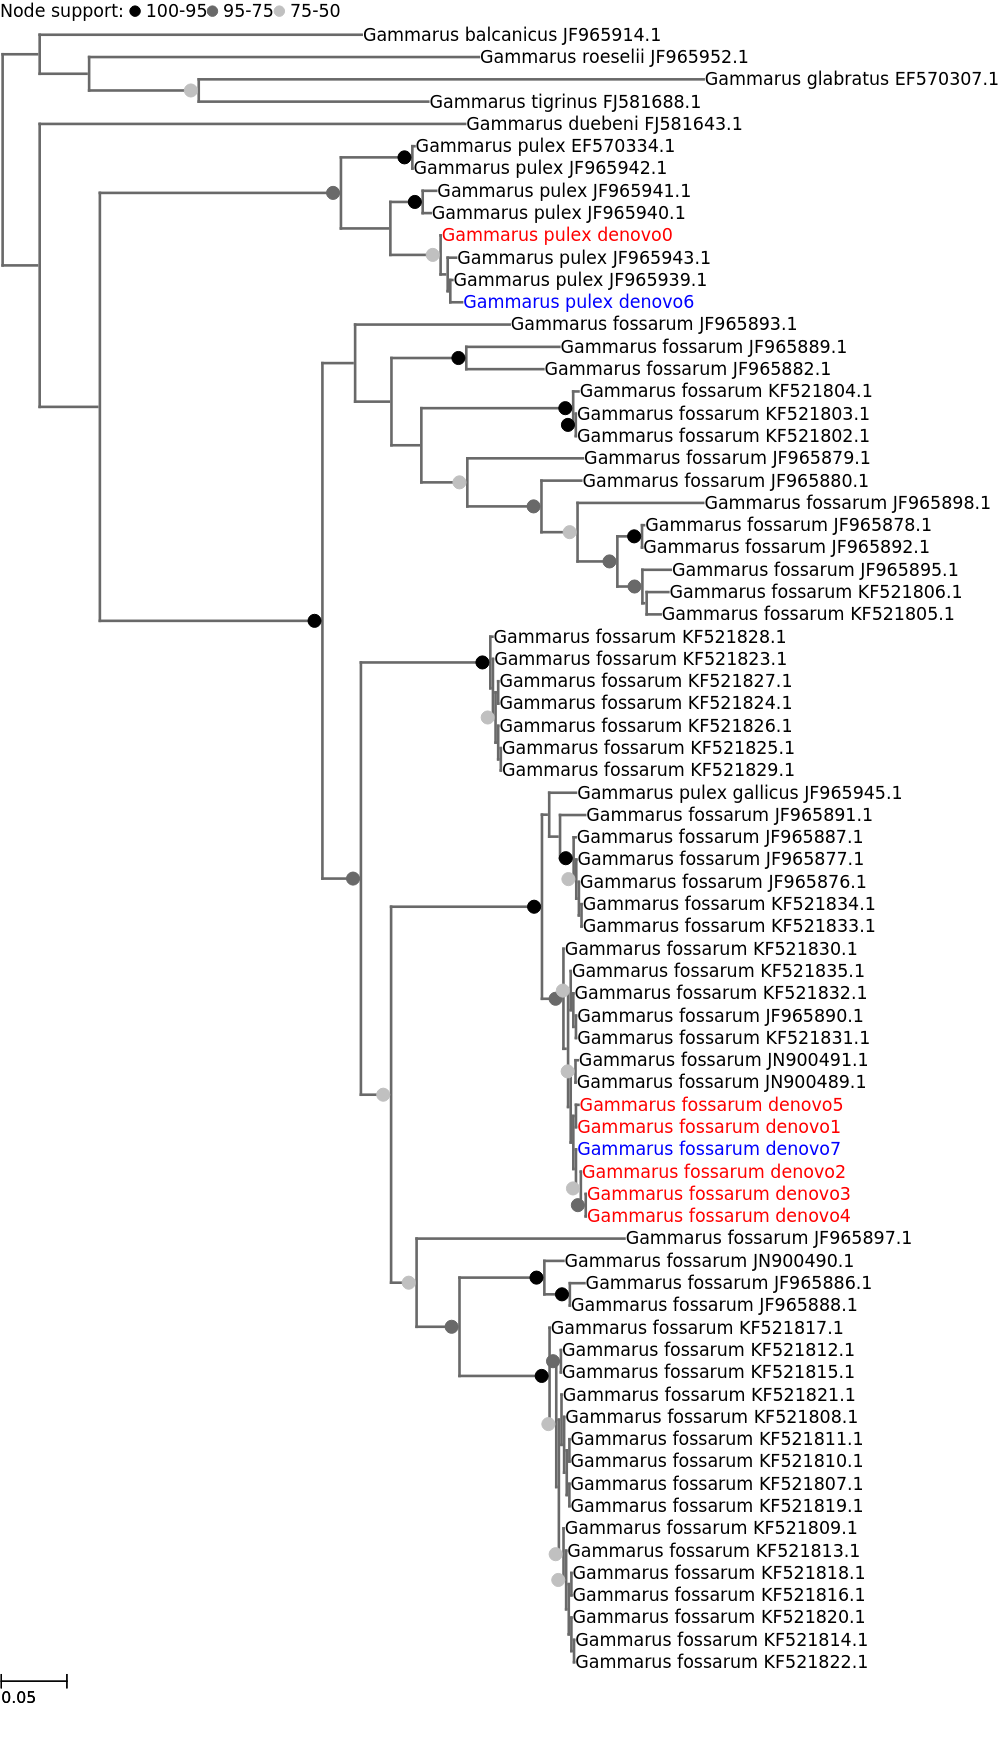 Node support: 100-95 95-75 75-50
Gammarus balcanicus JF965914.1
Gammarus roeselii JF965952.1
Gammarus glabratus EF570307.1
Gammarus tigrinus FJ581688.1
Gammarus duebeni FJ581643.1
Gammarus pulex EF570334.1
Gammarus pulex JF965942.1
Gammarus pulex JF965941.1
Gammarus pulex JF965940.1
Gammarus pulex denovo0
Gammarus pulex JF965943.1
Gammarus pulex JF965939.1
Gammarus pulex denovo6
Gammarus fossarum JF965893.1
Gammarus fossarum JF965889.1
Gammarus fossarum JF965882.1
Gammarus fossarum KF521804.1
Gammarus fossarum KF521803.1
Gammarus fossarum KF521802.1
Gammarus fossarum JF965879.1
Gammarus fossarum JF965880.1
Gammarus fossarum JF965898.1
Gammarus fossarum JF965878.1
Gammarus fossarum JF965892.1
Gammarus fossarum JF965895.1
Gammarus fossarum KF521806.1
Gammarus fossarum KF521805.1
Gammarus fossarum KF521828.1
Gammarus fossarum KF521823.1
Gammarus fossarum KF521827.1
Gammarus fossarum KF521824.1
Gammarus fossarum KF521826.1
Gammarus fossarum KF521825.1
Gammarus fossarum KF521829.1
Gammarus pulex gallicus JF965945.1
Gammarus fossarum JF965891.1
Gammarus fossarum JF965887.1
Gammarus fossarum JF965877.1
Gammarus fossarum JF965876.1
Gammarus fossarum KF521834.1
Gammarus fossarum KF521833.1
Gammarus fossarum KF521830.1
Gammarus fossarum KF521835.1
Gammarus fossarum KF521832.1
Gammarus fossarum JF965890.1
Gammarus fossarum KF521831.1
Gammarus fossarum JN900491.1
Gammarus fossarum JN900489.1
Gammarus fossarum denovo5
Gammarus fossarum denovo1
Gammarus fossarum denovo7
Gammarus fossarum denovo2
Gammarus fossarum denovo3
Gammarus fossarum denovo4
Gammarus fossarum JF965897.1
Gammarus fossarum JN900490.1
Gammarus fossarum JF965886.1
Gammarus fossarum JF965888.1
Gammarus fossarum KF521817.1
Gammarus fossarum KF521812.1
Gammarus fossarum KF521815.1
Gammarus fossarum KF521821.1
Gammarus fossarum KF521808.1
Gammarus fossarum KF521811.1
Gammarus fossarum KF521810.1
Gammarus fossarum KF521807.1
Gammarus fossarum KF521819.1
Gammarus fossarum KF521809.1
Gammarus fossarum KF521813.1
Gammarus fossarum KF521818.1
Gammarus fossarum KF521816.1
Gammarus fossarum KF521820.1
Gammarus fossarum KF521814.1
Gammarus fossarum KF521822.1
0.05